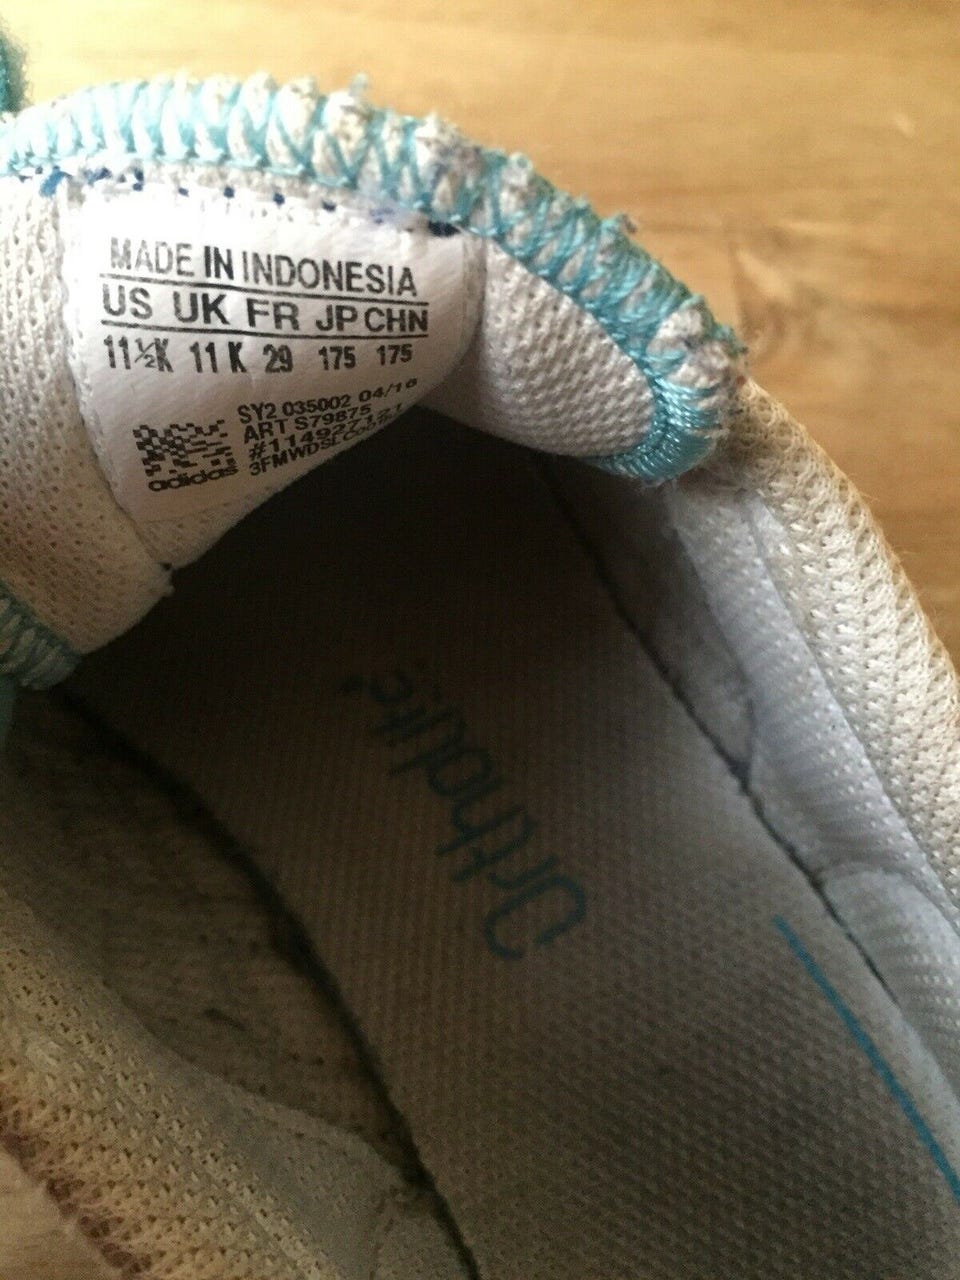 MADE IN INDONESIA
US UK FR JP CHN
11½K 11 K 29 175 175
SY2 035002 04/16
ART S79875
adidas
Ortholite